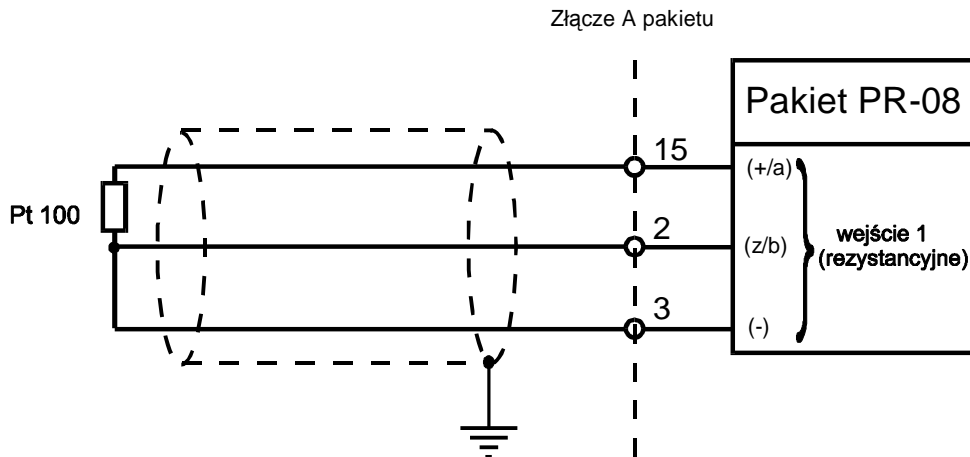 Złącze A pakietu
Pakiet PR-08
15
(+/a)
Pt 100
2
(z/b)
wejście 1
(rezystancyjne)
3
(-)